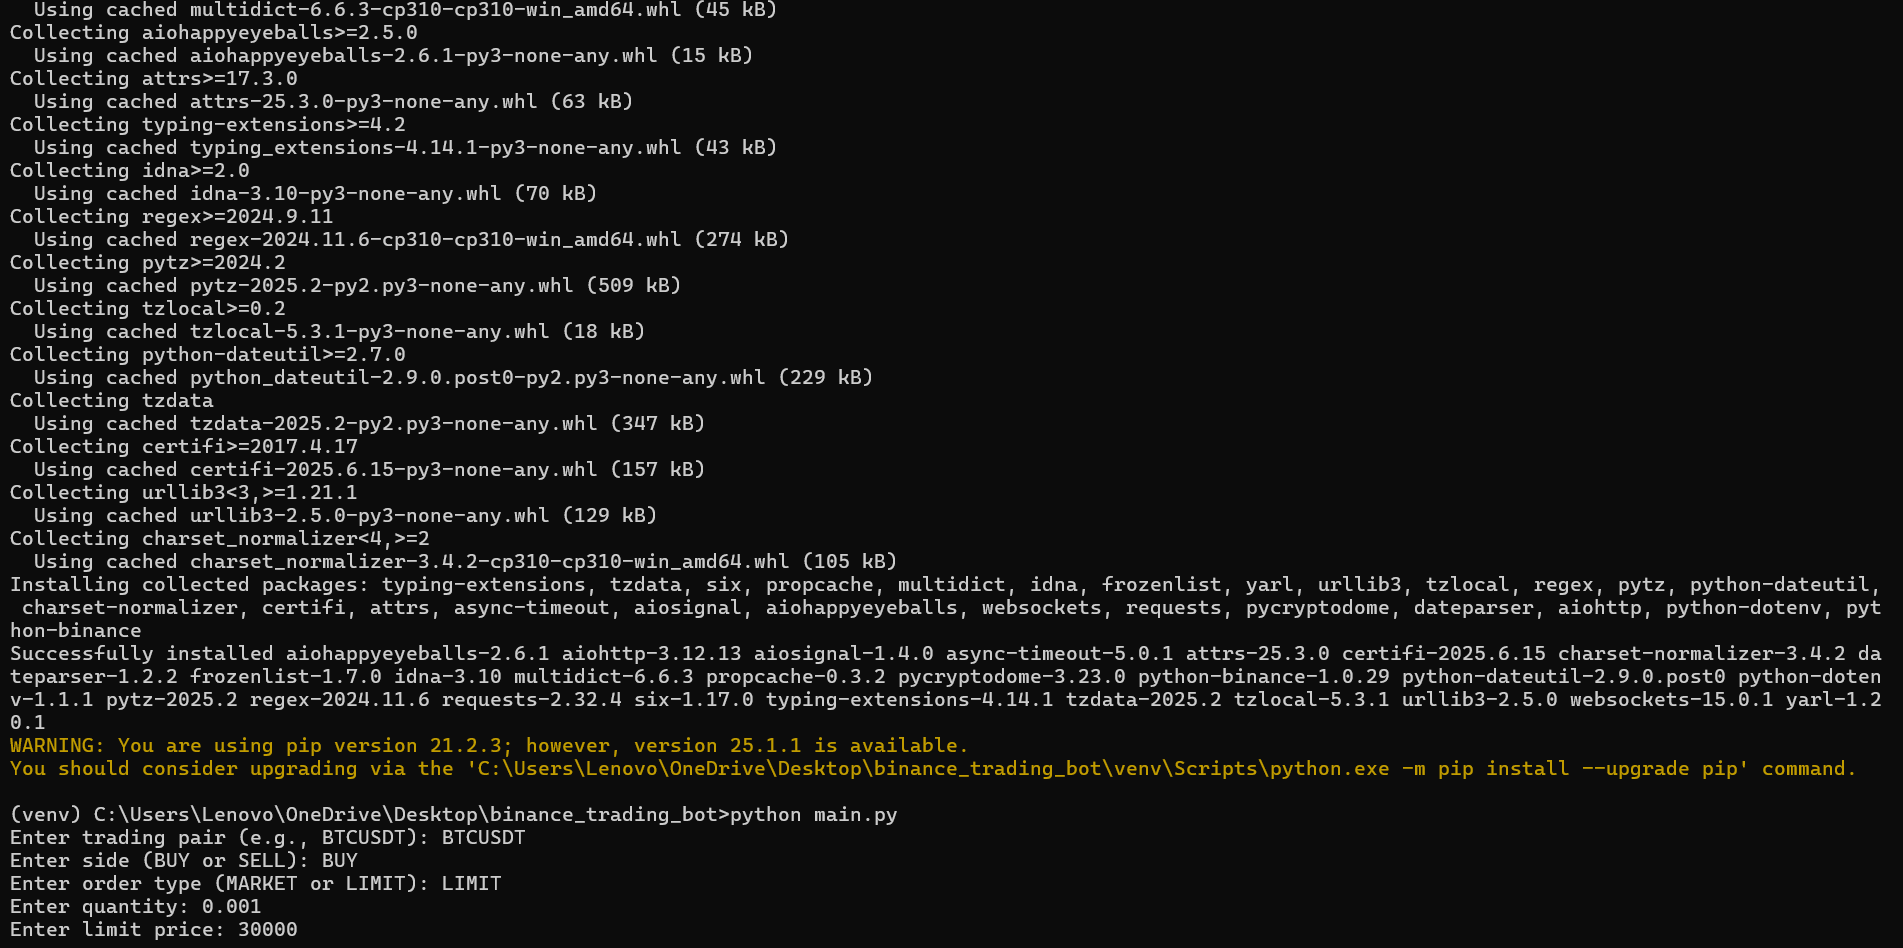 Using cached multidict-6.6.3-cp310-cp310-win_amd64.whl (45 kB)
Collecting aiohappyeyeballs>=2.5.0
  Using cached aiohappyeyeballs-2.6.1-py3-none-any.whl (15 kB)
Collecting attrs>=17.3.0
  Using cached attrs-25.3.0-py3-none-any.whl (63 kB)
Collecting typing-extensions>=4.2
  Using cached typing_extensions-4.14.1-py3-none-any.whl (43 kB)
Collecting idna>=2.0
  Using cached idna-3.10-py3-none-any.whl (70 kB)
Collecting regex>=2024.9.11
  Using cached regex-2024.11.6-cp310-cp310-win_amd64.whl (274 kB)
Collecting pytz>=2024.2
  Using cached pytz-2025.2-py2.py3-none-any.whl (509 kB)
Collecting tzlocal>=0.2
  Using cached tzlocal-5.3.1-py3-none-any.whl (18 kB)
Collecting python-dateutil>=2.7.0
  Using cached python_dateutil-2.9.0.post0-py2.py3-none-any.whl (229 kB)
Collecting tzdata
  Using cached tzdata-2025.2-py2.py3-none-any.whl (347 kB)
Collecting certifi>=2017.4.17
  Using cached certifi-2025.6.15-py3-none-any.whl (157 kB)
Collecting urllib3<3,>=1.21.1
  Using cached urllib3-2.5.0-py3-none-any.whl (129 kB)
Collecting charset_normalizer<4,>=2
  Using cached charset_normalizer-3.4.2-cp310-cp310-win_amd64.whl (105 kB)
Installing collected packages: typing-extensions, tzdata, six, propcache, multidict, idna, frozenlist, yarl, urllib3, tzlocal, regex, pytz, python-dateutil,
 charset-normalizer, certifi, attrs, async-timeout, aiosignal, aiohappyeyeballs, websockets, requests, pycryptodome, dateparser, aiohttp, python-dotenv, pyt
hon-binance
Successfully installed aiohappyeyeballs-2.6.1 aiohttp-3.12.13 aiosignal-1.4.0 async-timeout-5.0.1 attrs-25.3.0 certifi-2025.6.15 charset-normalizer-3.4.2 da
teparser-1.2.2 frozenlist-1.7.0 idna-3.10 multidict-6.6.3 propcache-0.3.2 pycryptodome-3.23.0 python-binance-1.0.29 python-dateutil-2.9.0.post0 python-doten
v-1.1.1 pytz-2025.2 regex-2024.11.6 requests-2.32.4 six-1.17.0 typing-extensions-4.14.1 tzdata-2025.2 tzlocal-5.3.1 urllib3-2.5.0 websockets-15.0.1 yarl-1.2
0.1
WARNING: You are using pip version 21.2.3; however, version 25.1.1 is available.
You should consider upgrading via the 'C:\Users\Lenovo\OneDrive\Desktop\binance_trading_bot\venv\Scripts\python.exe -m pip install --upgrade pip' command.

(venv) C:\Users\Lenovo\OneDrive\Desktop\binance_trading_bot>python main.py
Enter trading pair (e.g., BTCUSDT): BTCUSDT
Enter side (BUY or SELL): BUY
Enter order type (MARKET or LIMIT): LIMIT
Enter quantity: 0.001
Enter limit price: 30000